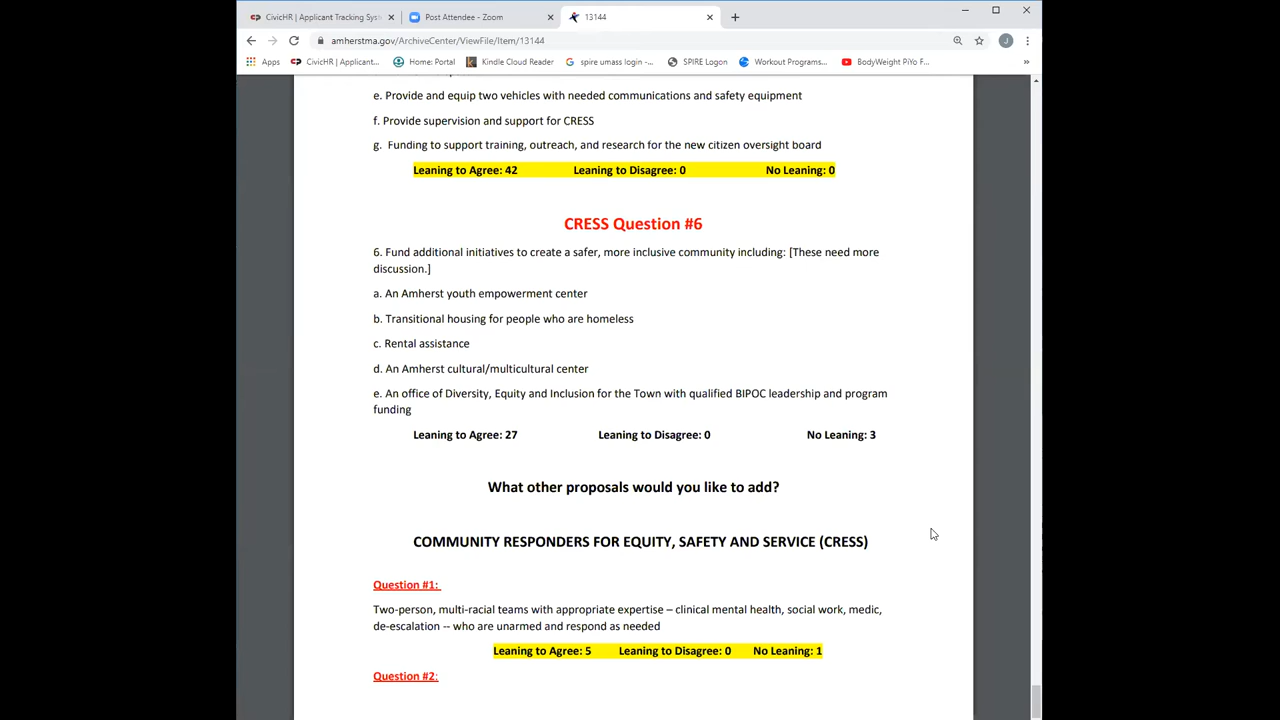 CivicHR | Applicant Tracking Syst
Post Attendee - Zoom
13144
amherstma.gov/ArchiveCenter/ViewFile/Item/13144
J
Apps
CivicHR | Applicant...
Home: Portal
Kindle Cloud Reader
spire umass login -...
SPIRE Logon
Workout Programs...
BodyWeight PiYo F...
e. Provide and equip two vehicles with needed communications and safety equipment
f. Provide supervision and support for CRESS
g. Funding to support training, outreach, and research for the new citizen oversight board
Leaning to Agree: 42 Leaning to Disagree: 0 No Leaning: 0
CRESS Question #6
6. Fund additional initiatives to create a safer, more inclusive community including: [These need more
discussion.]
a. An Amherst youth empowerment center
b. Transitional housing for people who are homeless
c. Rental assistance
d. An Amherst cultural/multicultural center
e. An office of Diversity, Equity and Inclusion for the Town with qualified BIPOC leadership and program
funding
Leaning to Agree: 27 Leaning to Disagree: 0 No Leaning: 3
What other proposals would you like to add?
COMMUNITY RESPONDERS FOR EQUITY, SAFETY AND SERVICE (CRESS)
Question #1:
Two-person, multi-racial teams with appropriate expertise – clinical mental health, social work, medic,
de-escalation -- who are unarmed and respond as needed
Leaning to Agree: 5 Leaning to Disagree: 0 No Leaning: 1
Question #2: